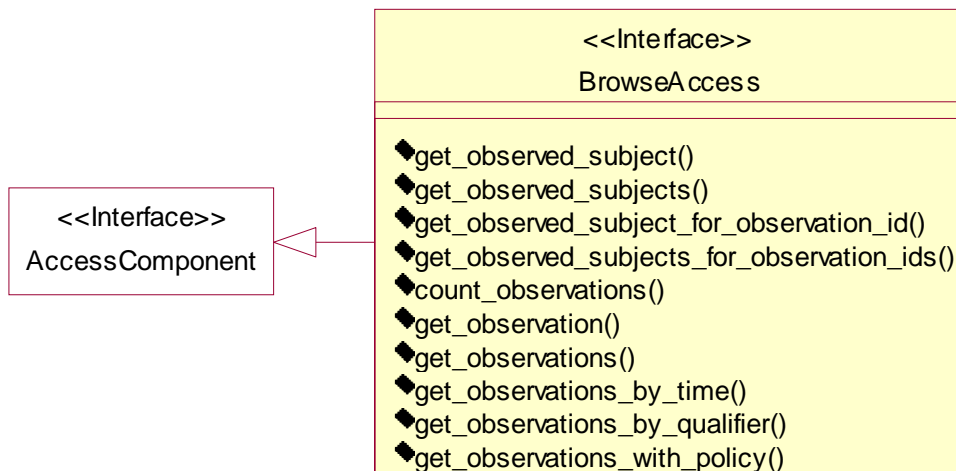 <<Interface>>
BrowseAccess
get_observed_subject()
get_observed_subjects()
get_observed_subject_for_observation_id()
get_observed_subjects_for_observation_ids()
count_observations()
get_observation()
get_observations()
get_observations_by_time()
get_observations_by_qualifier()
get_observations_with_policy()
<<Interface>>
AccessComponent